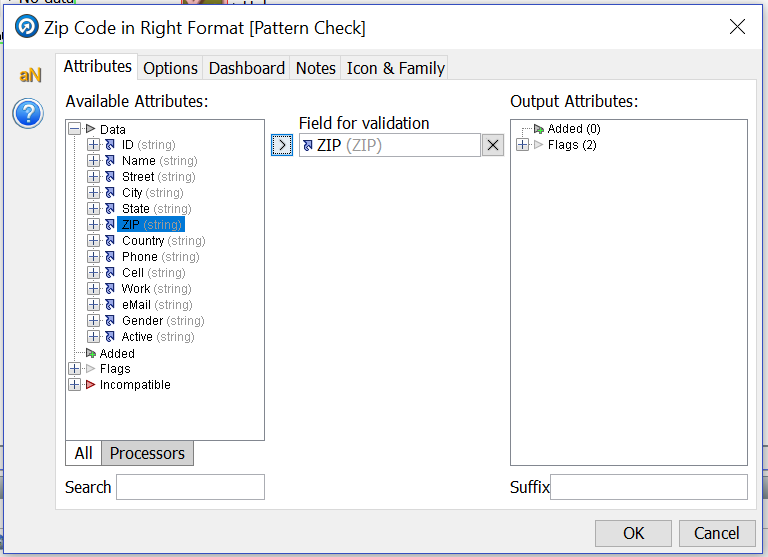 Zip Code in Right Format [Pattern Check]
aN
?
Attributes Options Dashboard Notes Icon & Family
Available Attributes:
Data
ID (string)
Name (string)
Street (string)
City (string)
State (string)
ZIP (string)
Country (string)
Phone (string)
Cell (string)
Work (string)
eMail (string)
Gender (string)
Active (string)
Added
Flags
Incompatible
All Processors
Search
Field for validation
ZIP (ZIP)
Output Attributes:
Added (0)
Flags (2)
Suffix
OK Cancel